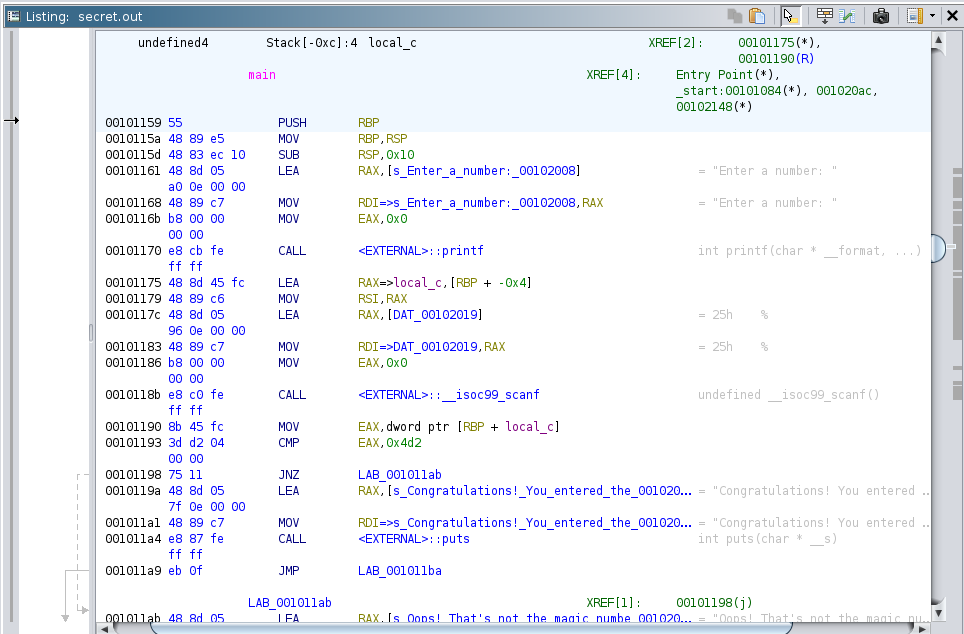 Listing: secret.out
undefined4 Stack[-0xc]:4 local_c XREF[2]: 00101175(*),
00101190(R)
main XREF[4]: Entry Point(*),
_start:00101084(*), 001020ac,
00102148(*)
00101159 55 PUSH RBP
0010115a 48 89 e5 MOV RBP,RSP
0010115d 48 83 ec 10 SUB RSP,0x10
00101161 48 8d 05 LEA RAX,[s_Enter_a_number:_00102008] = "Enter a number: "
a0 0e 00 00
00101168 48 89 c7 MOV RDI=>s_Enter_a_number:_00102008,RAX = "Enter a number: "
0010116b b8 00 00 MOV EAX,0x0
00 00
00101170 e8 cb fe CALL <EXTERNAL>::printf int printf(char * __format, ...)
ff ff
00101175 48 8d 45 fc LEA RAX=>local_c,[RBP + -0x4]
00101179 48 89 c6 MOV RSI,RAX
0010117c 48 8d 05 LEA RAX,[DAT_00102019] = 25h %
96 0e 00 00
00101183 48 89 c7 MOV RDI=>DAT_00102019,RAX = 25h %
00101186 b8 00 00 MOV EAX,0x0
00 00
0010118b e8 c0 fe CALL <EXTERNAL>::__isoc99_scanf undefined __isoc99_scanf()
ff ff
00101190 8b 45 fc MOV EAX,dword ptr [RBP + local_c]
00101193 3d d2 04 CMP EAX,0x4d2
00 00
00101198 75 11 JNZ LAB_001011ab
0010119a 48 8d 05 LEA RAX,[s_Congratulations!_You_entered_the_001020... = "Congratulations! You entered ..
7f 0e 00 00
001011a1 48 89 c7 MOV RDI=>s_Congratulations!_You_entered_the_001020... = "Congratulations! You entered ..
001011a4 e8 87 fe CALL <EXTERNAL>::puts int puts(char * __s)
ff ff
001011a9 eb 0f JMP LAB_001011ba
LAB_001011ab XREF[1]: 00101198(j)
001011ab 48 8d 05 LEA RAX,[s_Oops!_That's_not_the_magic_numbe_001020... = "Oops! That's not the magic nu..